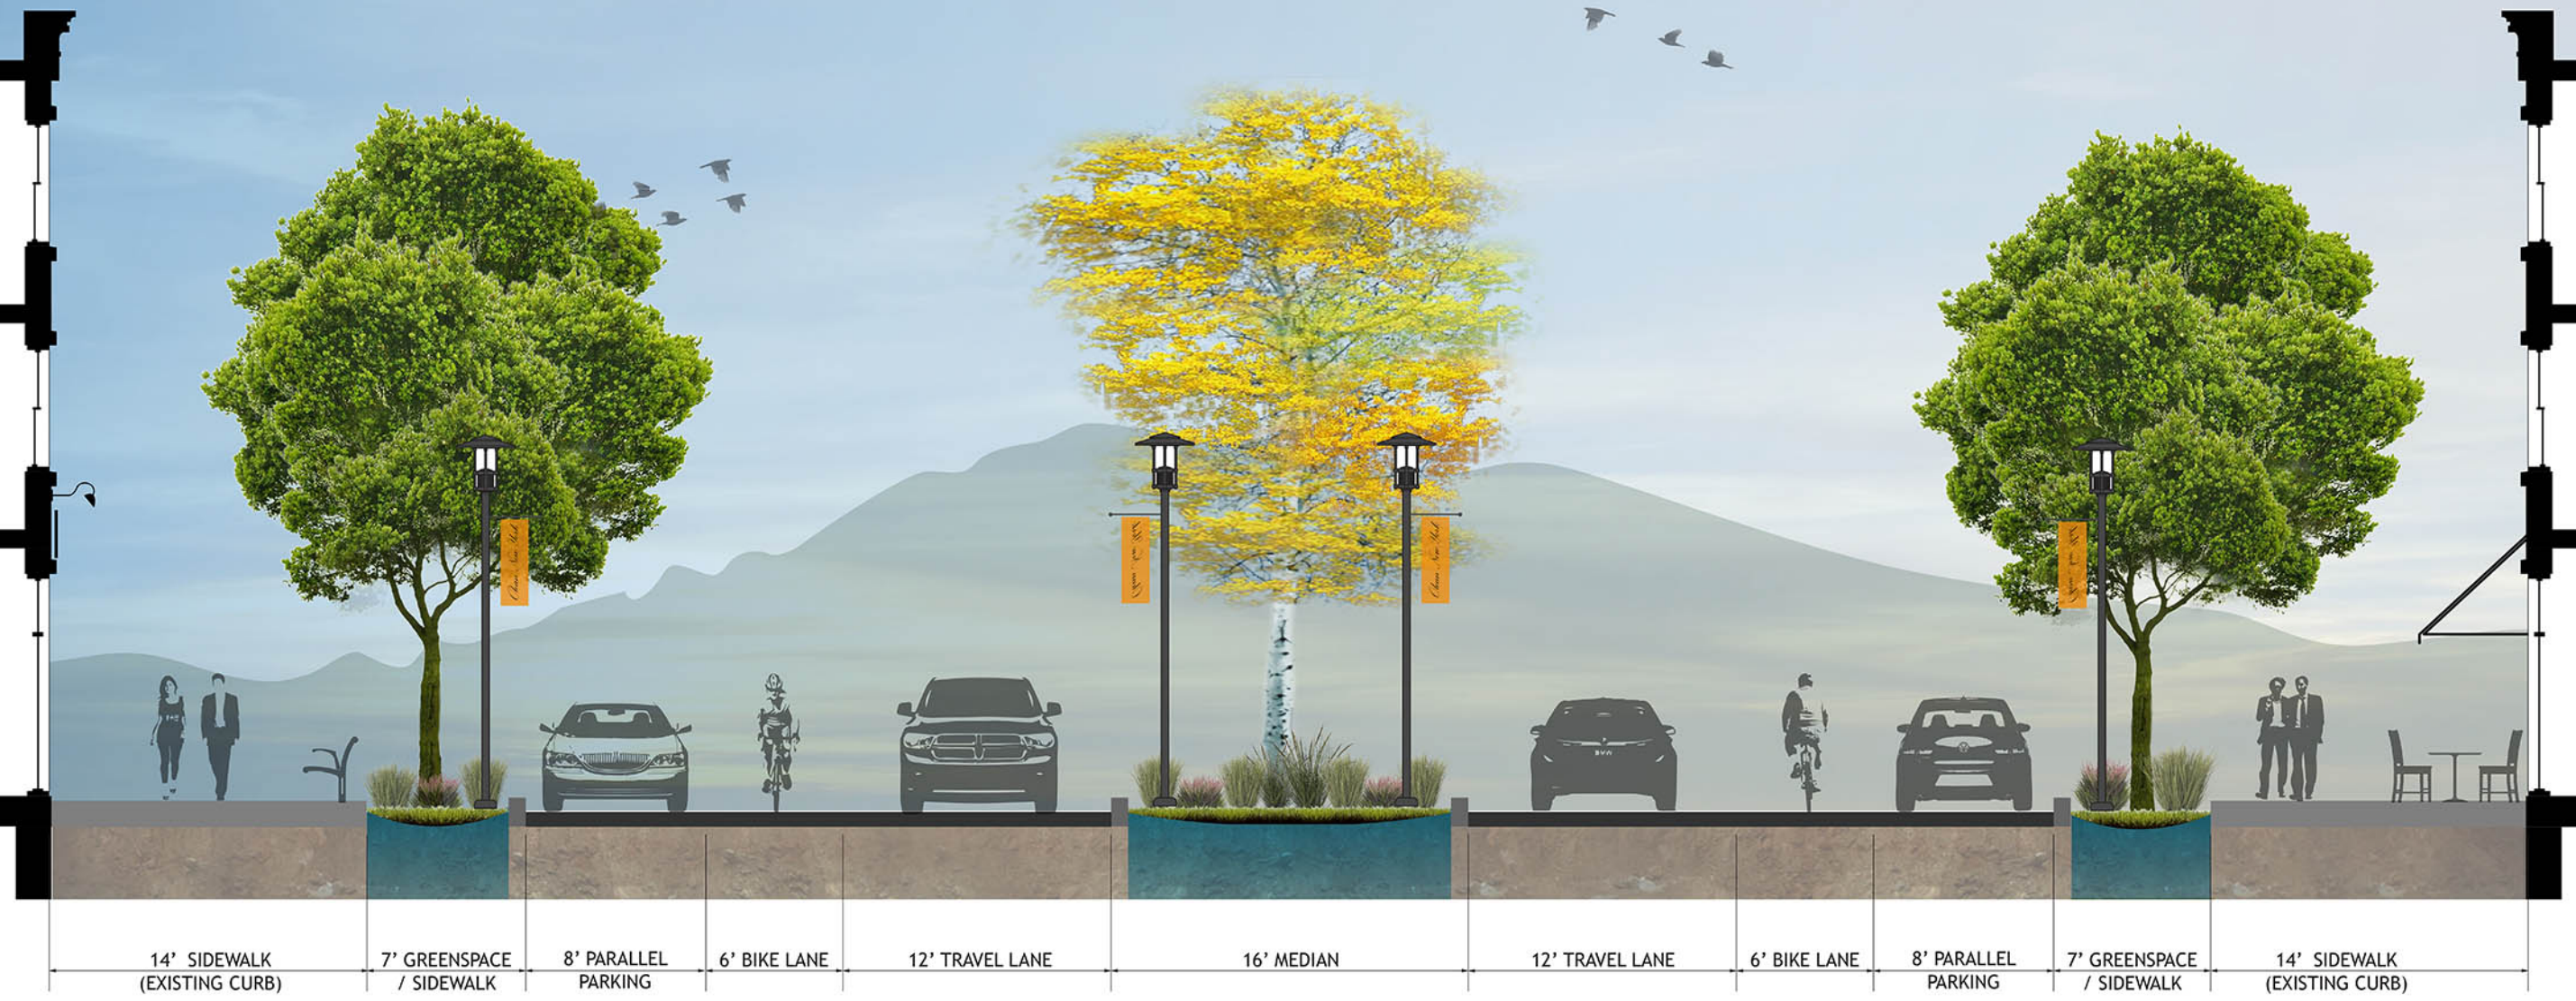 14' SIDEWALK
(EXISTING CURB)
7' GREENSPACE
/ SIDEWALK
8' PARALLEL
PARKING
6' BIKE LANE
12' TRAVEL LANE
16' MEDIAN
12' TRAVEL LANE
6' BIKE LANE
8' PARALLEL
PARKING
7' GREENSPACE
/ SIDEWALK
14' SIDEWALK
(EXISTING CURB)